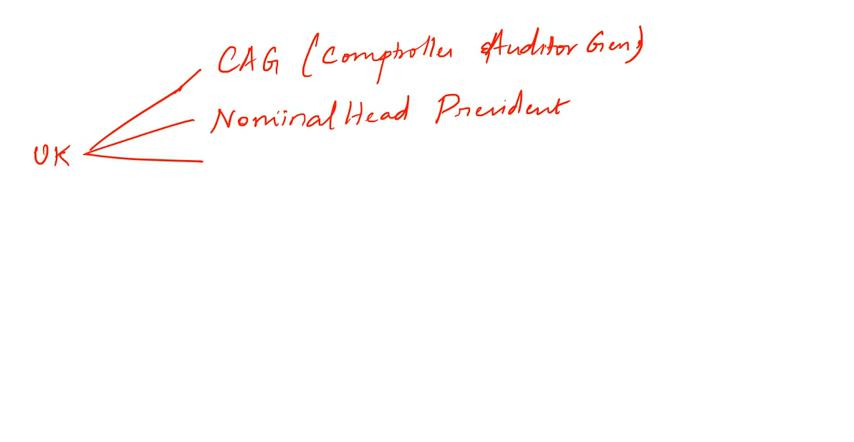 CAG (Comptroller & Auditor Gen)
Nominal Head President
UK